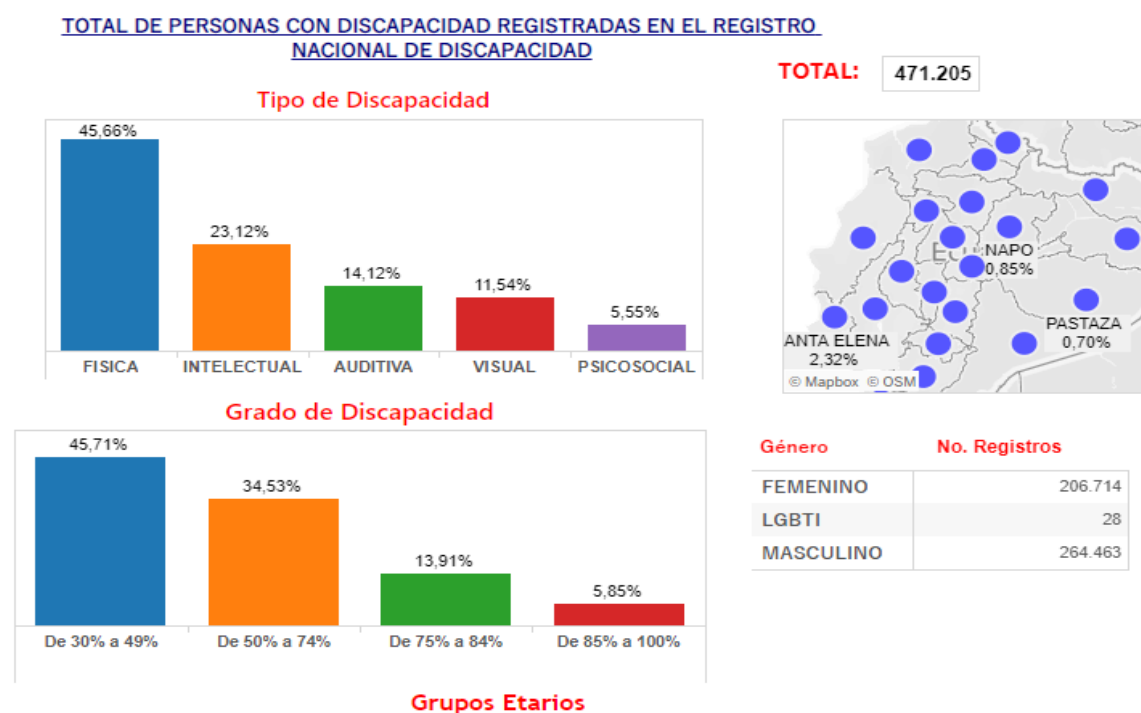 TOTAL DE PERSONAS CON DISCAPACIDAD REGISTRADAS EN EL REGISTRO
NACIONAL DE DISCAPACIDAD
TOTAL: 471.205
Tipo de Discapacidad
45,66%
23,12%
14,12%
11,54%
5,55%
FISICA INTELECTUAL AUDITIVA VISUAL PSICOSOCIAL
NAPO
0,85%
PASTAZA
0,70%
ANTA ELENA
2,32%
© Mapbox © OSM
Grado de Discapacidad
45,71%
34,53%
13,91%
5,85%
De 30% a 49% De 50% a 74% De 75% a 84% De 85% a 100%
Género No. Registros
FEMENINO 206.714
LGBTI 28
MASCULINO 264.463
Grupos Etarios